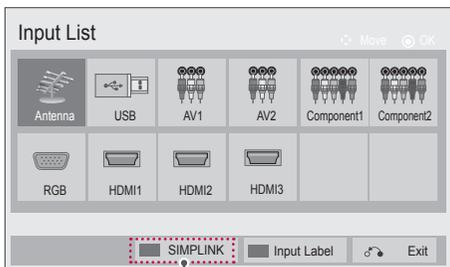 Input List
Move OK
Antenna USB AV1 AV2 Component1 Component2
RGB HDMI1 HDMI2 HDMI3
SIMPLINK Input Label Exit